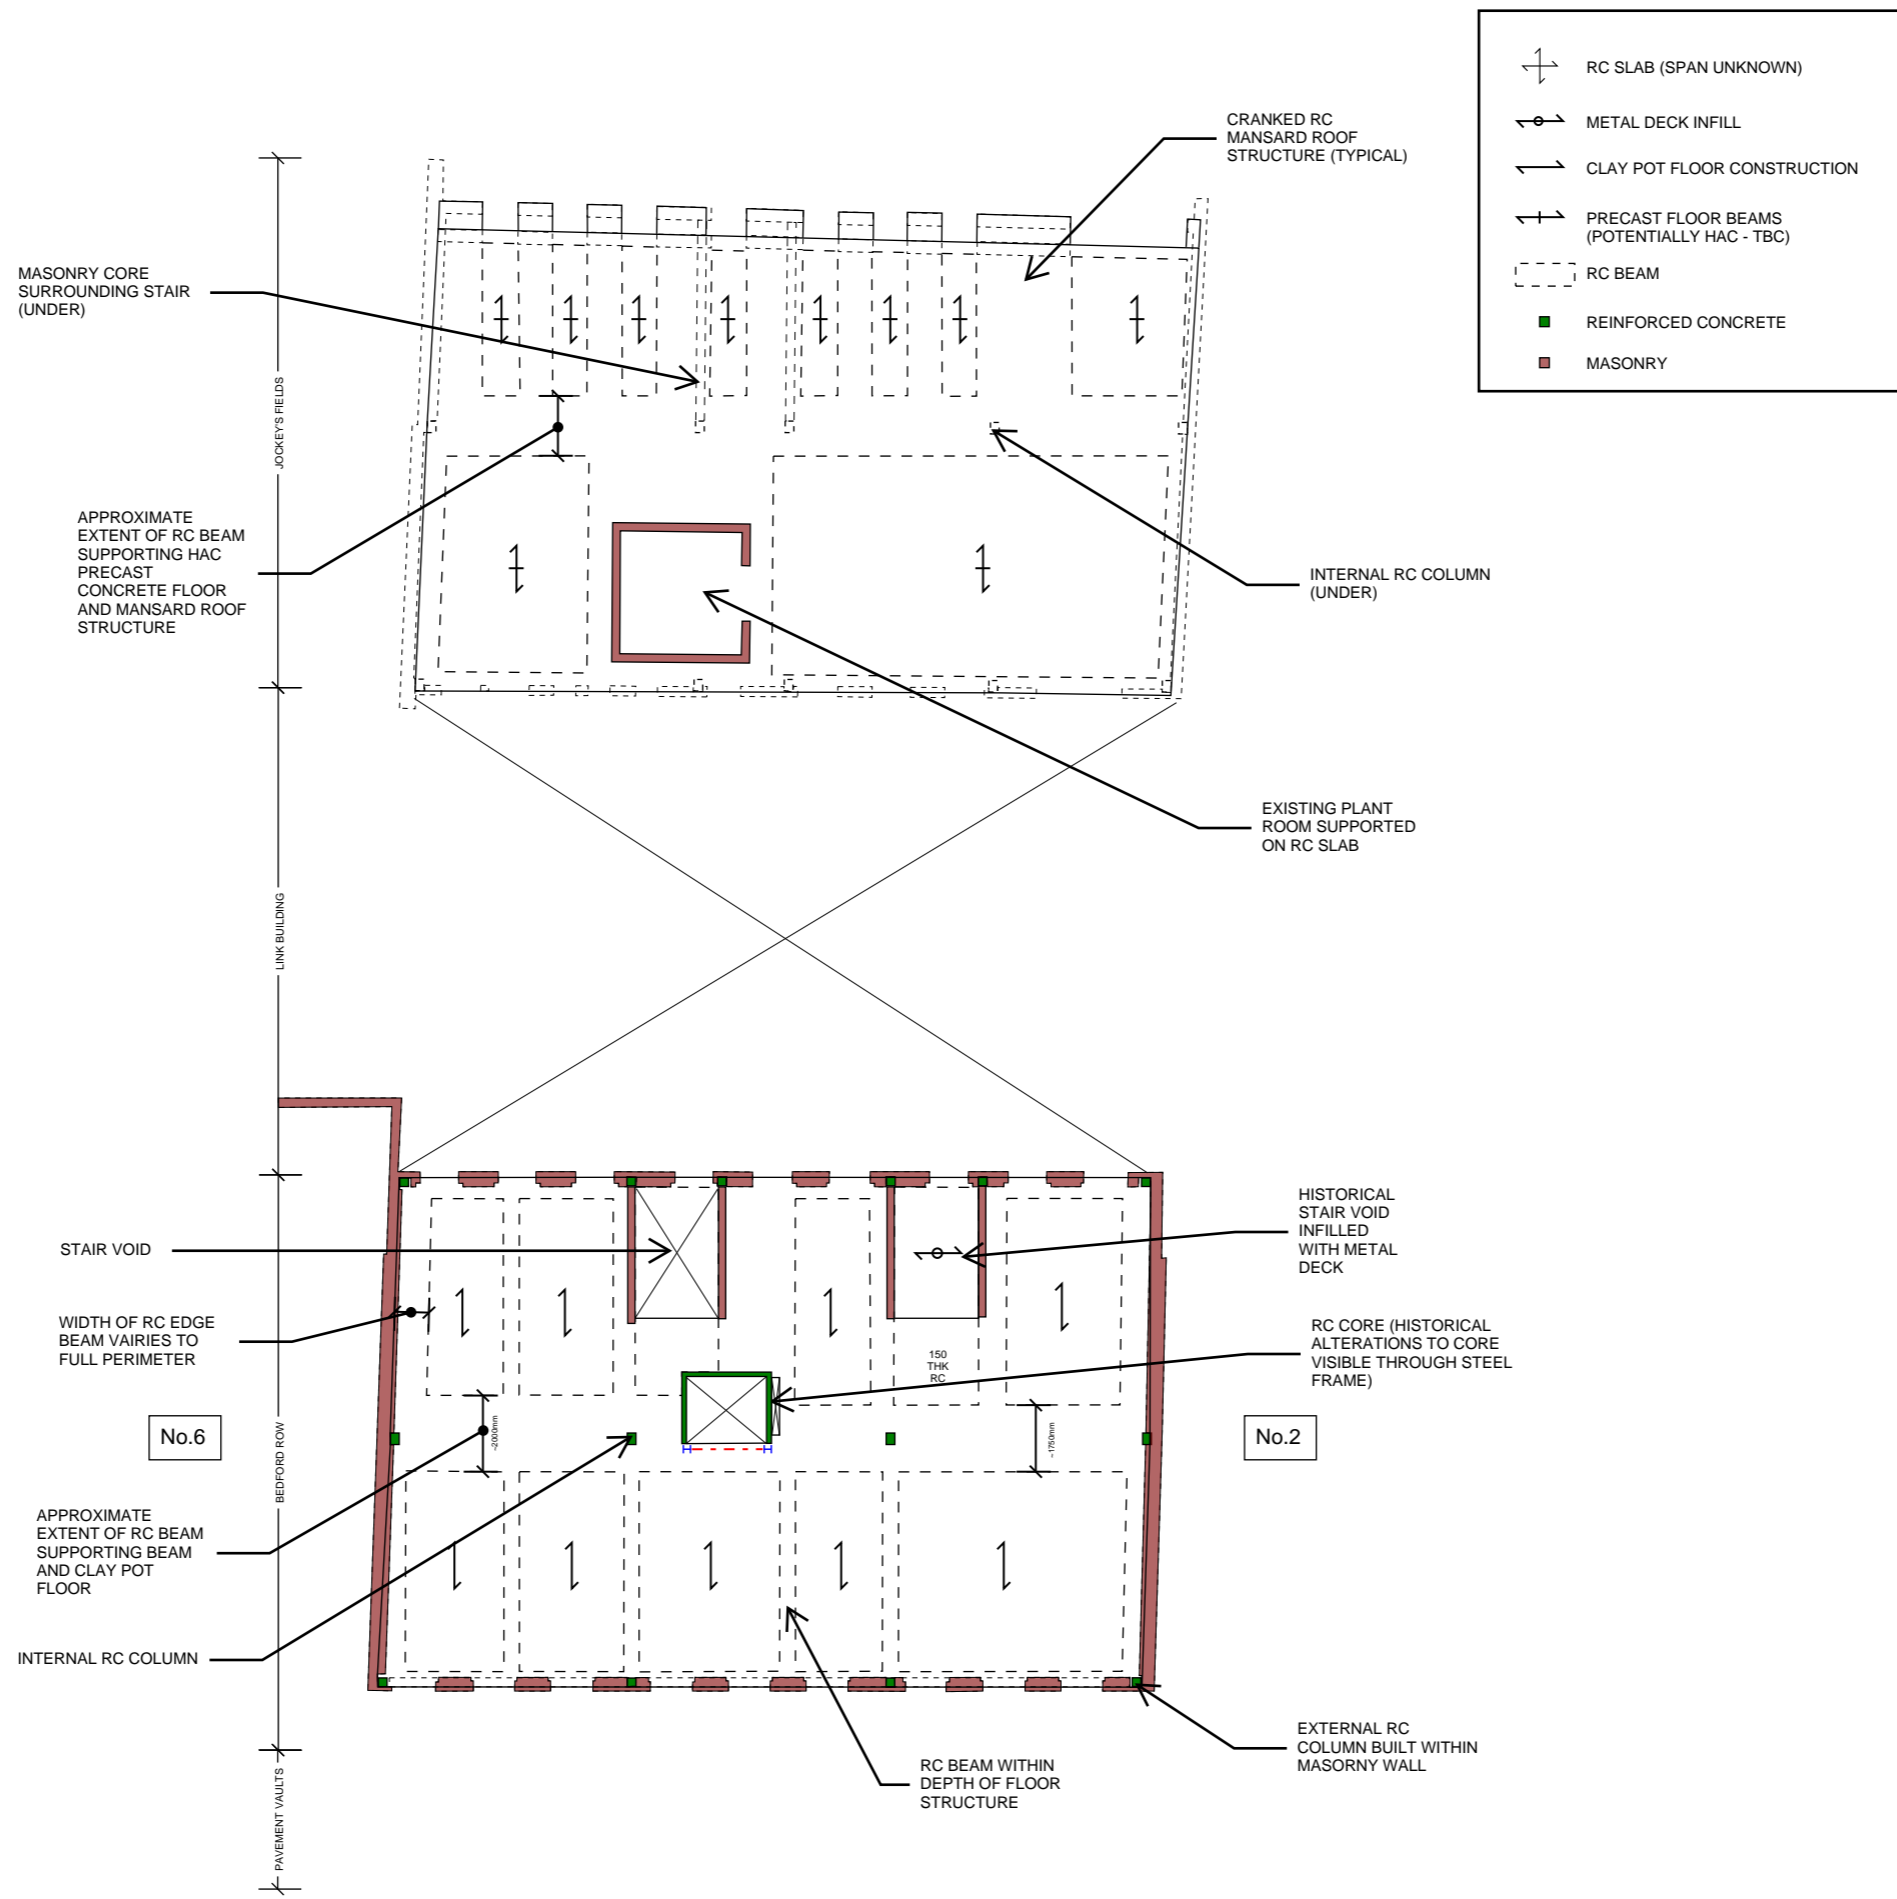 RC SLAB (SPAN UNKNOWN)
METAL DECK INFILL
CLAY POT FLOOR CONSTRUCTION
PRECAST FLOOR BEAMS
(POTENTIALLY HAC - TBC)
RC BEAM
REINFORCED CONCRETE
MASONRY
CRANKED RC
MANSARD ROOF
STRUCTURE (TYPICAL)
MASONRY CORE
SURROUNDING STAIR
(UNDER)
JOCKEY'S FIELDS
APPROXIMATE
EXTENT OF RC BEAM
SUPPORTING HAC
PRECAST
CONCRETE FLOOR
AND MANSARD ROOF
STRUCTURE
INTERNAL RC COLUMN
(UNDER)
EXISTING PLANT
ROOM SUPPORTED
ON RC SLAB
LINK BUILDING
HISTORICAL
STAIR VOID
INFILLED
WITH METAL
DECK
STAIR VOID
WIDTH OF RC EDGE
BEAM VAIRIES TO
FULL PERIMETER
RC CORE (HISTORICAL
ALTERATIONS TO CORE
VISIBLE THROUGH STEEL
FRAME)
150
THK
RC
No.6
BEDFORD ROW
~2000mm
~1750mm
No.2
APPROXIMATE
EXTENT OF RC BEAM
SUPPORTING BEAM
AND CLAY POT
FLOOR
INTERNAL RC COLUMN
RC BEAM WITHIN
DEPTH OF FLOOR
STRUCTURE
EXTERNAL RC
COLUMN BUILT WITHIN
MASORNY WALL
PAVEMENT VAULTS